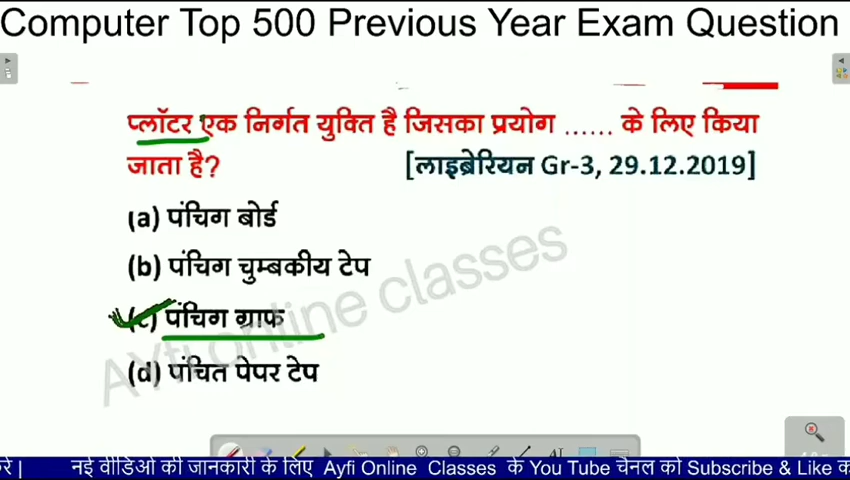 Computer Top 500 Previous Year Exam Question
प्लॉटर एक निर्गत युक्ति है जिसका प्रयोग ...... के लिए किया
जाता है? [लाइब्रेरियन Gr-3, 29.12.2019]
(a) पंचिग बोर्ड
(b) पंचिग चुम्बकीय टेप
(c) पंचिग ग्राफ
(d) पंचित पेपर टेप
AYfi online classes
रें | नई वीडिओ की जानकारी के लिए Ayfi Online Classes के You Tube चेनल को Subscribe & Like क